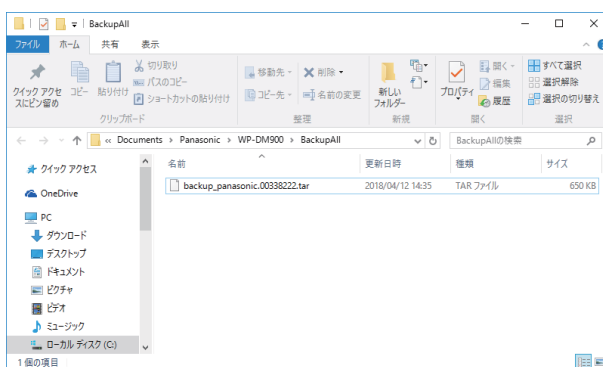 BackupAll
ファイル ホーム 共有 表示
クイック アクセスにピン留め
コピー
貼り付け
切り取り
パスのコピー
ショートカットの貼り付け
クリップボード
移動先
コピー先
削除
名前の変更
整理
新しいフォルダー
新規
プロパティ
開く
編集
履歴
開く
すべて選択
選択解除
選択の切り替え
選択
« Documents › Panasonic › WP-DM900 › BackupAll
BackupAllの検索
名前 更新日時 種類 サイズ
backup_panasonic.00338222.tar 2018/04/12 14:35 TAR ファイル 650 KB
クイック アクセス
OneDrive
PC
ダウンロード
デスクトップ
ドキュメント
ピクチャ
ビデオ
ミュージック
ローカル ディスク (C:)
1 個の項目